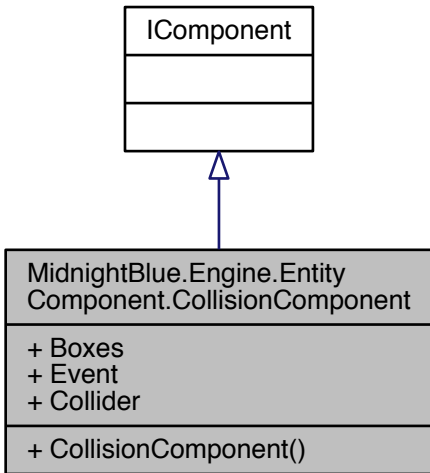 IComponent
MidnightBlue.Engine.Entity
Component.CollisionComponent
+ Boxes
+ Event
+ Collider
+ CollisionComponent()